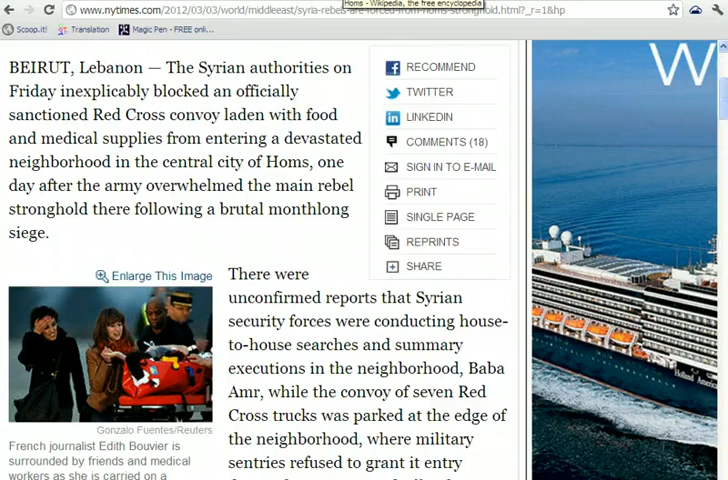 Homs - Wikipedia, the free encyclopedia
www.nytimes.com/2012/03/03/world/middleeast/syria-rebels-are-forced-from-homs-stronghold.html?_r=1&hp
Scoop.it! Translation Magic Pen - FREE onli...
BEIRUT, Lebanon — The Syrian authorities on
Friday inexplicably blocked an officially
sanctioned Red Cross convoy laden with food
and medical supplies from entering a devastated
neighborhood in the central city of Homs, one
day after the army overwhelmed the main rebel
stronghold there following a brutal monthlong
siege.
RECOMMEND
TWITTER
LINKEDIN
COMMENTS (18)
SIGN IN TO E-MAIL
PRINT
SINGLE PAGE
REPRINTS
SHARE
Enlarge This Image
Gonzalo Fuentes/Reuters
French journalist Edith Bouvier is
surrounded by friends and medical
workers as she is carried on a
There were
unconfirmed reports that Syrian
security forces were conducting house-
to-house searches and summary
executions in the neighborhood, Baba
Amr, while the convoy of seven Red
Cross trucks was parked at the edge of
the neighborhood, where military
sentries refused to grant it entry
W
Holland America